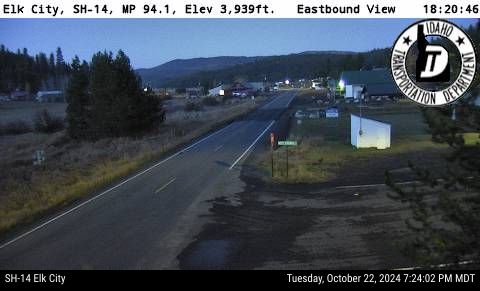 Elk City, SH-14, MP 94.1, Elev 3,939ft. Eastbound View 18:20:46
IDAHO
TRANSPORTATION DEPARTMENT
SH-14 Elk City Tuesday, October 22, 2024 7:24:02 PM MDT